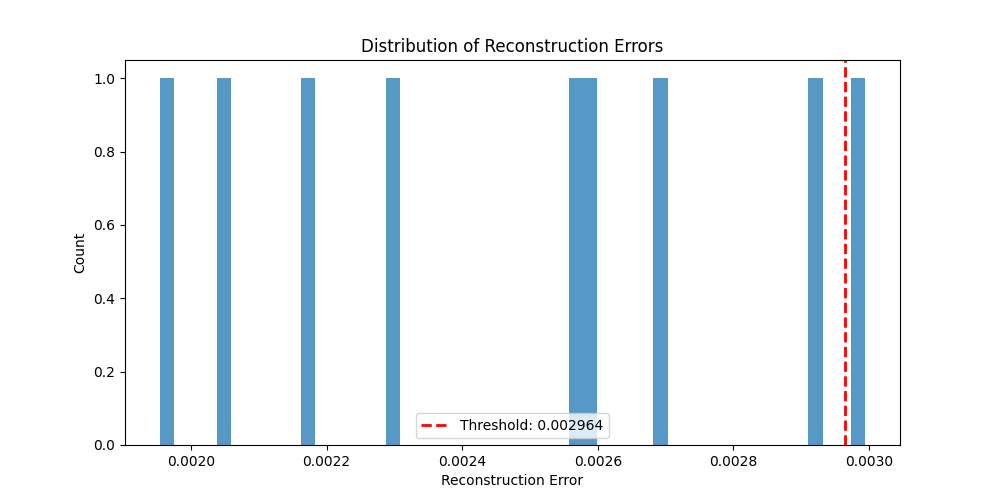 Distribution of Reconstruction Errors
Count
1.0
0.8
0.6
0.4
0.2
0.0
Threshold: 0.002964
0.0020 0.0022 0.0024 0.0026 0.0028 0.0030
Reconstruction Error